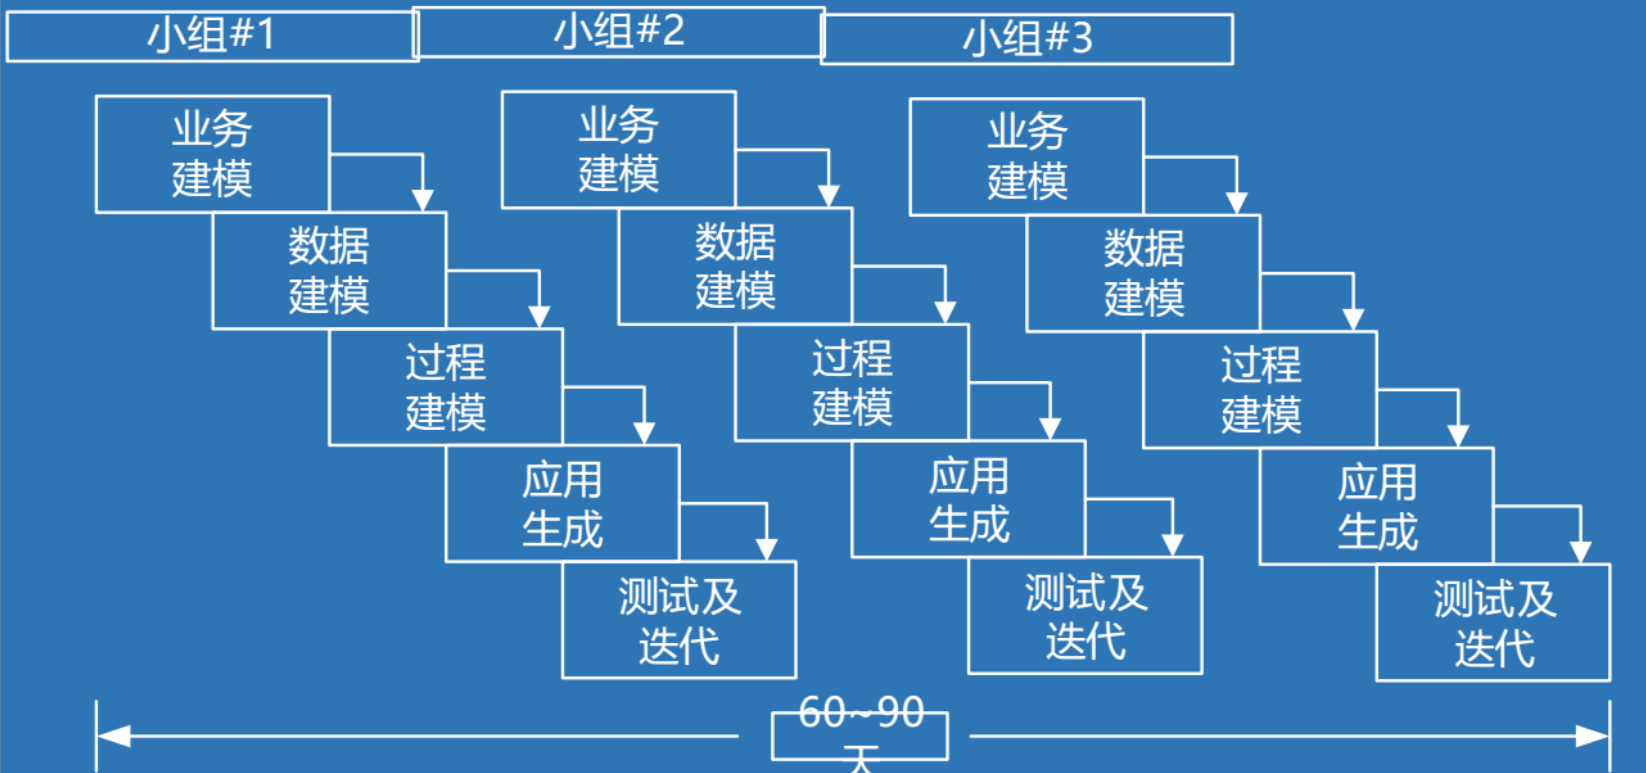 小组#1
小组#2
小组#3
业务
建模
数据
建模
过程
建模
应用
生成
测试及
迭代
业务
建模
数据
建模
过程
建模
应用
生成
测试及
迭代
业务
建模
数据
建模
过程
建模
应用
生成
测试及
迭代
60~90
天